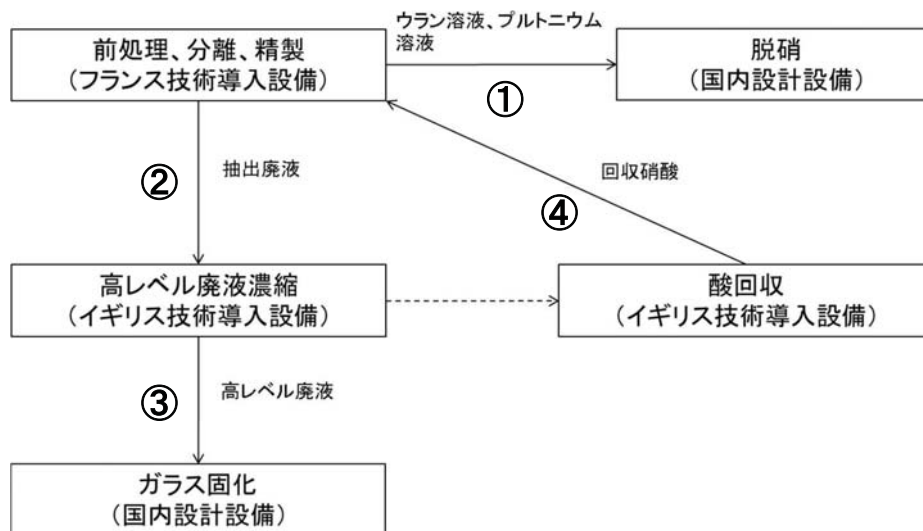 ウラン溶液、プルトニウム
溶液
前処理、分離、精製
(フランス技術導入設備)
脱硝
(国内設計設備)
①
②
抽出廃液
回収硝酸
④
高レベル廃液濃縮
(イギリス技術導入設備)
酸回収
(イギリス技術導入設備)
③
高レベル廃液
ガラス固化
(国内設計設備)